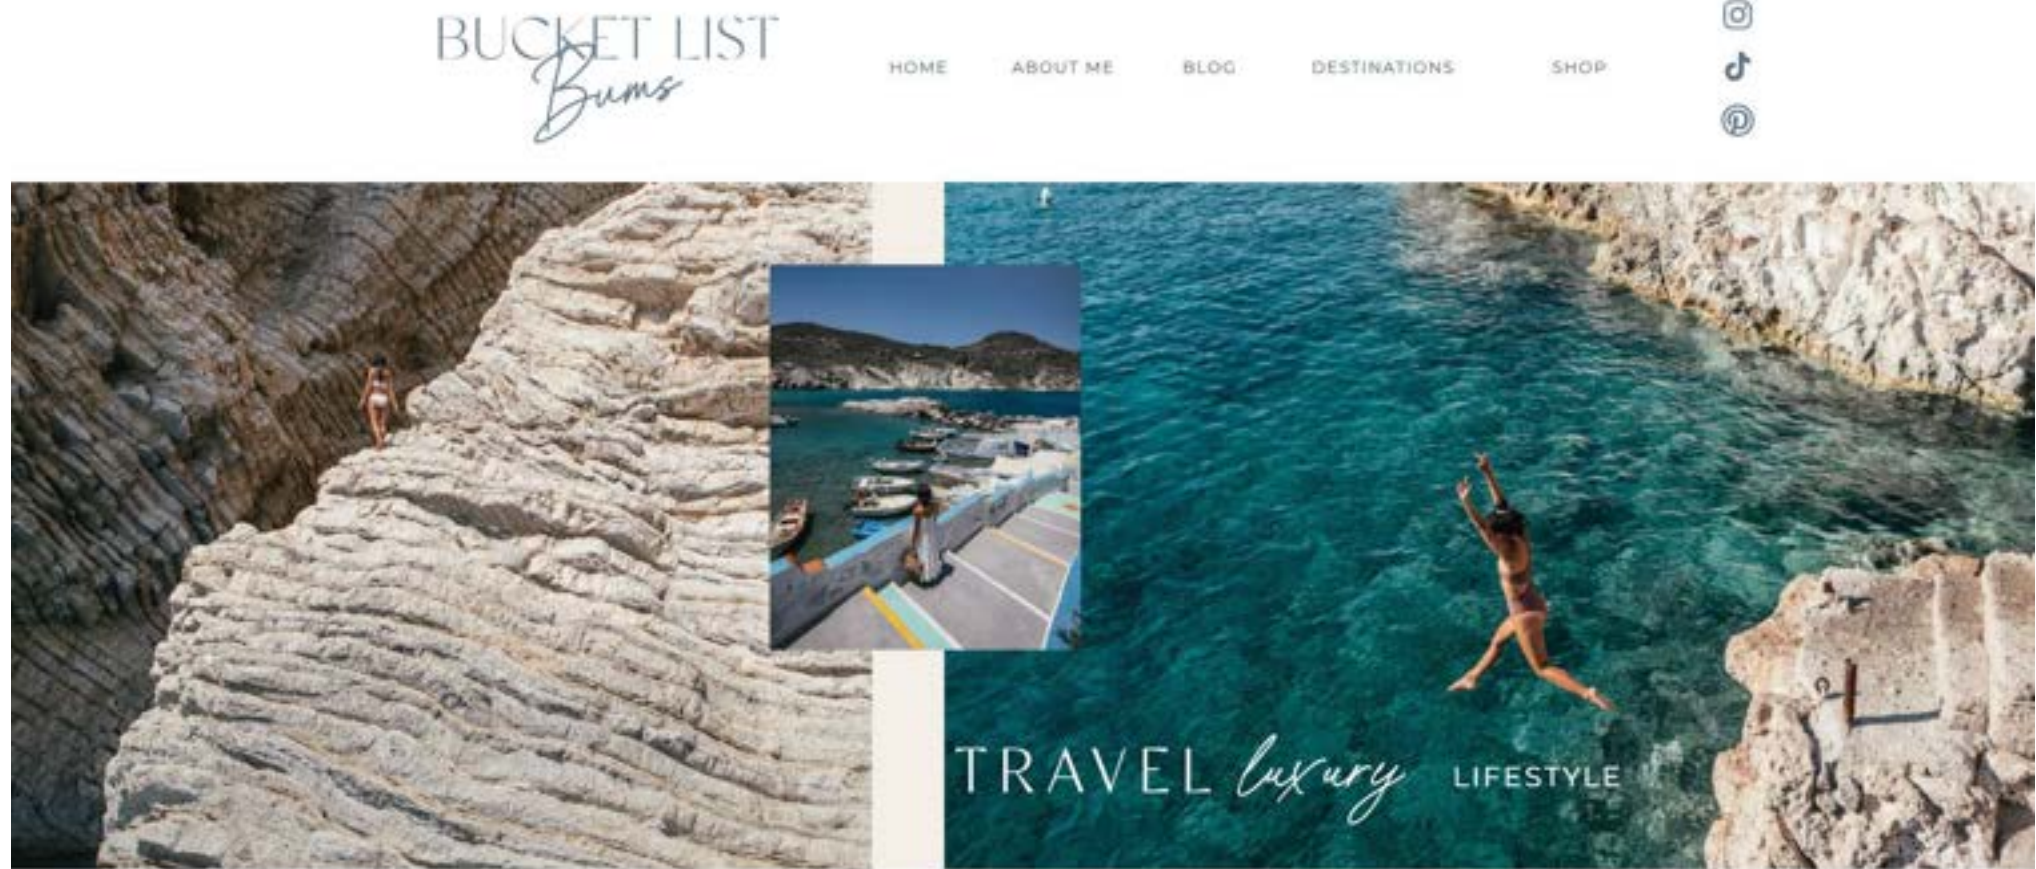 BUCKET LIST
Bums
HOME ABOUT ME BLOG DESTINATIONS SHOP
TRAVEL luxury LIFESTYLE